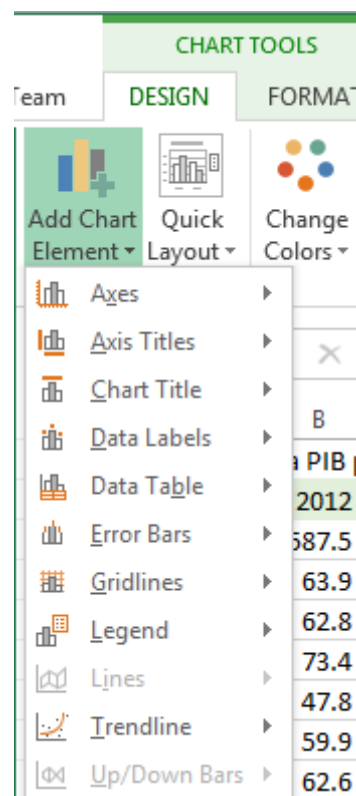 CHART TOOLS
Team DESIGN FORMAT
Add Chart Element Quick Layout Change Colors
Axes
Axis Titles
Chart Title
B
Data Labels
PIB
Data Table
2012
Error Bars
587.5
Gridlines
63.9
Legend
62.8
Lines
73.4
47.8
Trendline
59.9
Up/Down Bars
62.6